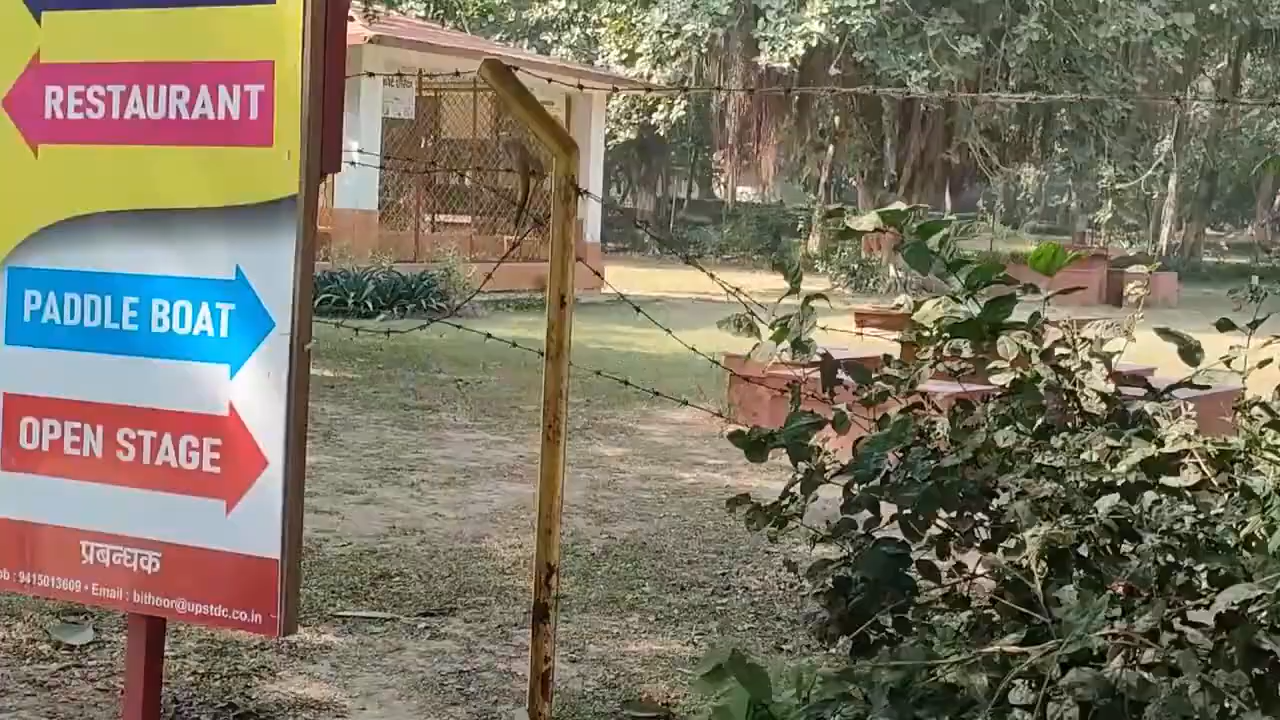 RESTAURANT
PADDLE BOAT
OPEN STAGE
प्रबन्धक
ob : 9415013609 • Email : bithoor@upstdc.co.in